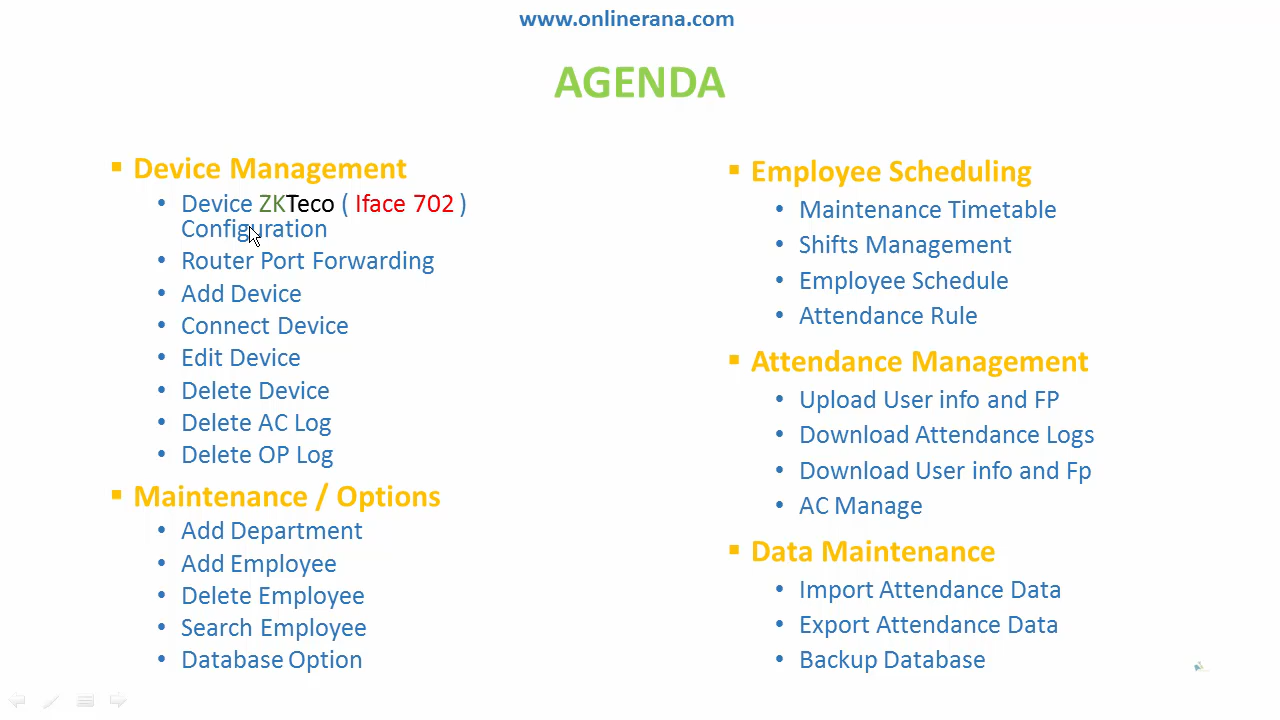 www.onlinerana.com
AGENDA
▪ Device Management
• Device ZKTeco ( Iface 702 )
Configuration
• Router Port Forwarding
• Add Device
• Connect Device
• Edit Device
• Delete Device
• Delete AC Log
• Delete OP Log
▪ Maintenance / Options
• Add Department
• Add Employee
• Delete Employee
• Search Employee
• Database Option
▪ Employee Scheduling
• Maintenance Timetable
• Shifts Management
• Employee Schedule
• Attendance Rule
▪ Attendance Management
• Upload User info and FP
• Download Attendance Logs
• Download User info and Fp
• AC Manage
▪ Data Maintenance
• Import Attendance Data
• Export Attendance Data
• Backup Database